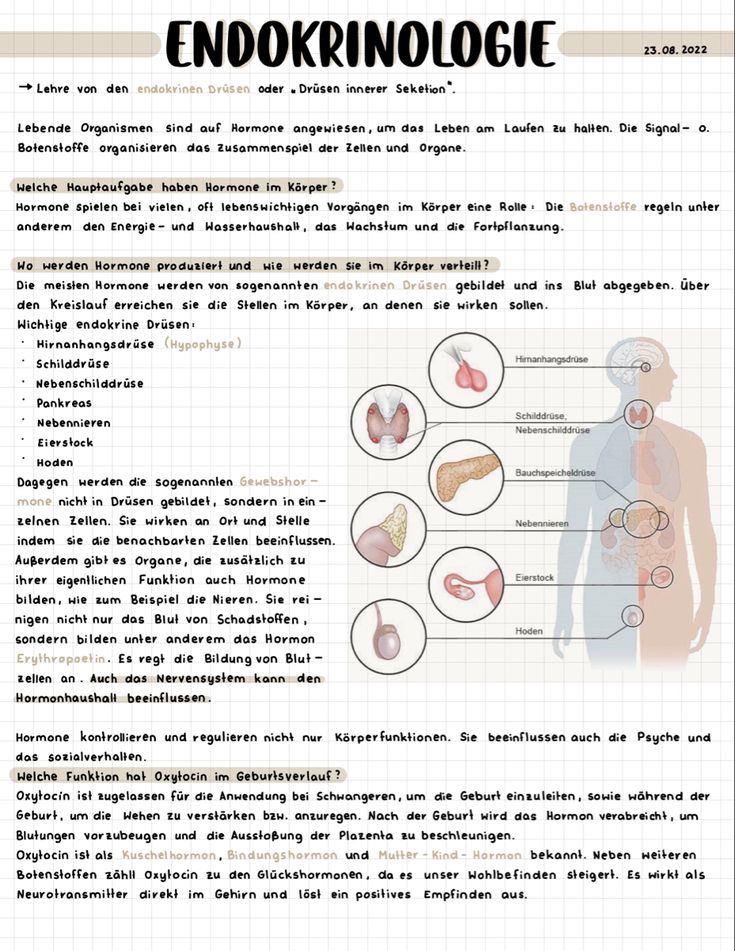 ENDOKRINOLOGIE
23.08.2022
→ Lehre von den endokrinen Drüsen oder „Drüsen innerer Seketion".
Lebende Organismen sind auf Hormone angewiesen, um das Leben am Laufen zu halten. Die Signal- o.
Botenstoffe organisieren das Zusammenspiel der Zellen und Organe.
Welche Hauptaufgabe haben Hormone im Körper?
Hormone spielen bei vielen, oft lebenswichtigen Vorgängen im Körper eine Rolle: Die Botenstoffe regeln unter
anderem den Energie- und Wasserhaushalt, das Wachstum und die Fortpflanzung.
Wo werden Hormone produziert und wie werden sie im Körper verteilt?
Die meisten Hormone werden von sogenannten endokrinen Drüsen gebildet und ins Blut abgegeben. Über
den Kreislauf erreichen sie die Stellen im Körper, an denen sie wirken sollen.
Wichtige endokrine Drüsen:
· Hirnanhangsdrüse (Hypophyse)
· Schilddrüse
· Nebenschilddrüse
· Pankreas
· Nebennieren
· Eierstock
· Hoden
Dagegen werden die sogenannten Gewebshor-
mone nicht in Drüsen gebildet, sondern in ein-
zelnen Zellen. Sie wirken an Ort und Stelle
indem sie die benachbarten Zellen beeinflussen.
Außerdem gibt es Organe, die zusätzlich zu
ihrer eigentlichen Funktion auch Hormone
bilden, wie zum Beispiel die Nieren. Sie rei-
nigen nicht nur das Blut von Schadstoffen,
sondern bilden unter anderem das Hormon
Erythropoetin. Es regt die Bildung von Blut-
zellen an. Auch das Nervensystem kann den
Hormonhaushalt beeinflussen.
Hirnanhangsdrüse
Schilddrüse,
Nebenschilddrüse
Bauchspeicheldrüse
Nebennieren
Eierstock
Hoden
Hormone kontrollieren und regulieren nicht nur Körperfunktionen. Sie beeinflussen auch die Psyche und
das sozialverhalten.
Welche Funktion hat Oxytocin im Geburtsverlauf?
Oxytocin ist zugelassen für die Anwendung bei Schwangeren, um die Geburt einzuleiten, sowie während der
Geburt, um die Wehen zu verstärken bzw. anzuregen. Nach der Geburt wird das Hormon verabreicht, um
Blutungen vorzubeugen und die Ausstoßung der Plazenta zu beschleunigen.
Oxytocin ist als Kuschelhormon, Bindungshormon und Mutter-Kind-Hormon bekannt. Neben weiteren
Botenstoffen zählt Oxytocin zu den Glückshormonen, da es unser Wohlbefinden steigert. Es wirkt als
Neurotransmitter direkt im Gehirn und löst ein positives Empfinden aus.